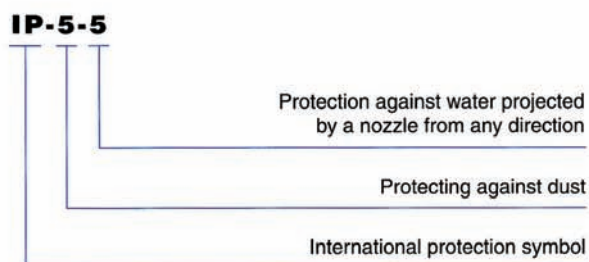 IP-5-5
Protection against water projected
by a nozzle from any direction
Protecting against dust
International protection symbol